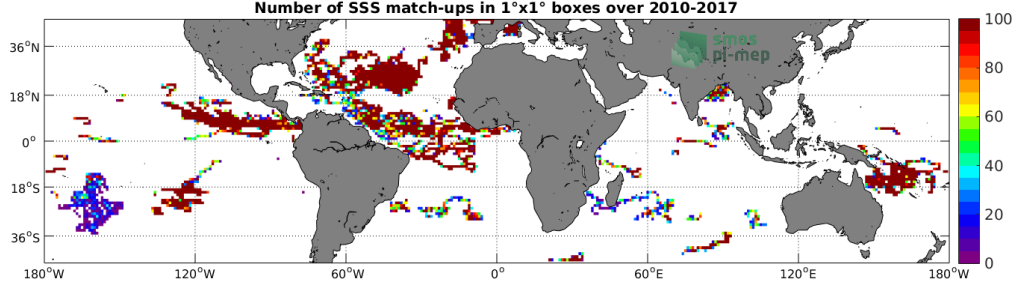 Number of SSS match-ups in 1°x1° boxes over 2010-2017
smos
pi-mep
36°N
18°N
0°
18°S
36°S
180°W
120°W
60°W
0°
60°E
120°E
180°W
100
80
60
40
20
0